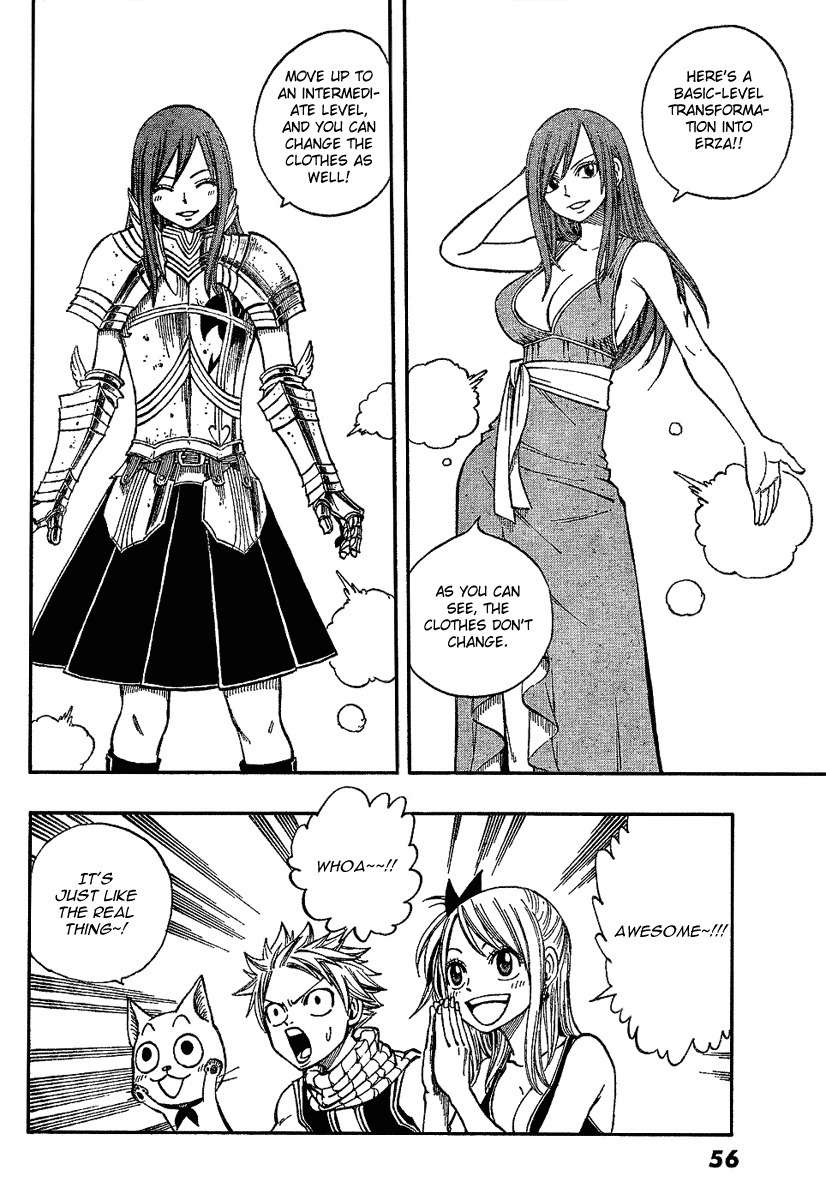 HERE'S A
BASIC-LEVEL
TRANSFORMA-
TION INTO
ERZA!!
AS YOU CAN
SEE, THE
CLOTHES DON'T
CHANGE.
MOVE UP TO
AN INTERMEDI-
ATE LEVEL,
AND YOU CAN
CHANGE THE
CLOTHES AS
WELL!
AWESOME~!!!
WHOA~~!!
IT'S
JUST LIKE
THE REAL
THING~!
56